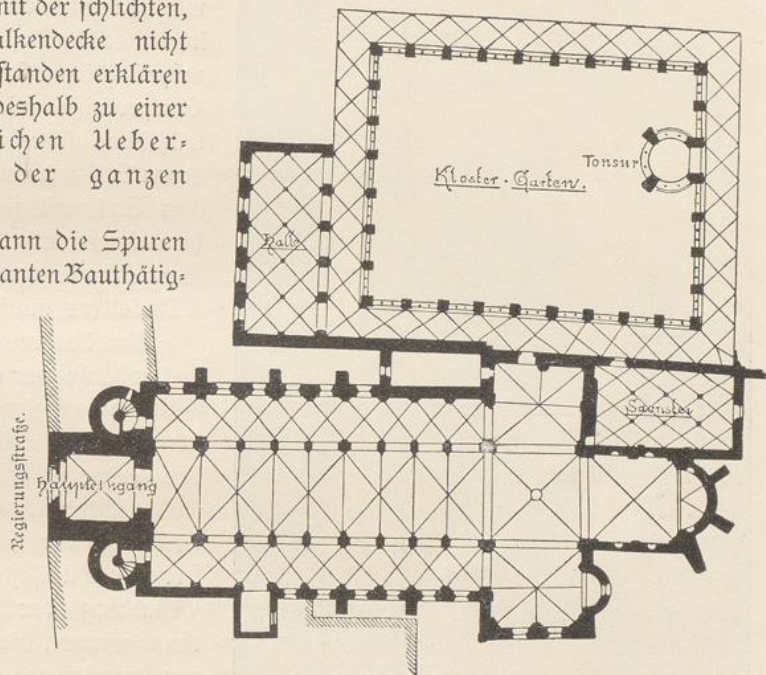 mit der schlichten,
alkendecke nicht
standen erklären
deshalb zu einer
ichen Ueber⸗
der ganzen
ann die Spuren
anten Bauthätig⸗
Kloster-Garten.
Tonsur
Halle
Regierungsstraße.
Haupteingang